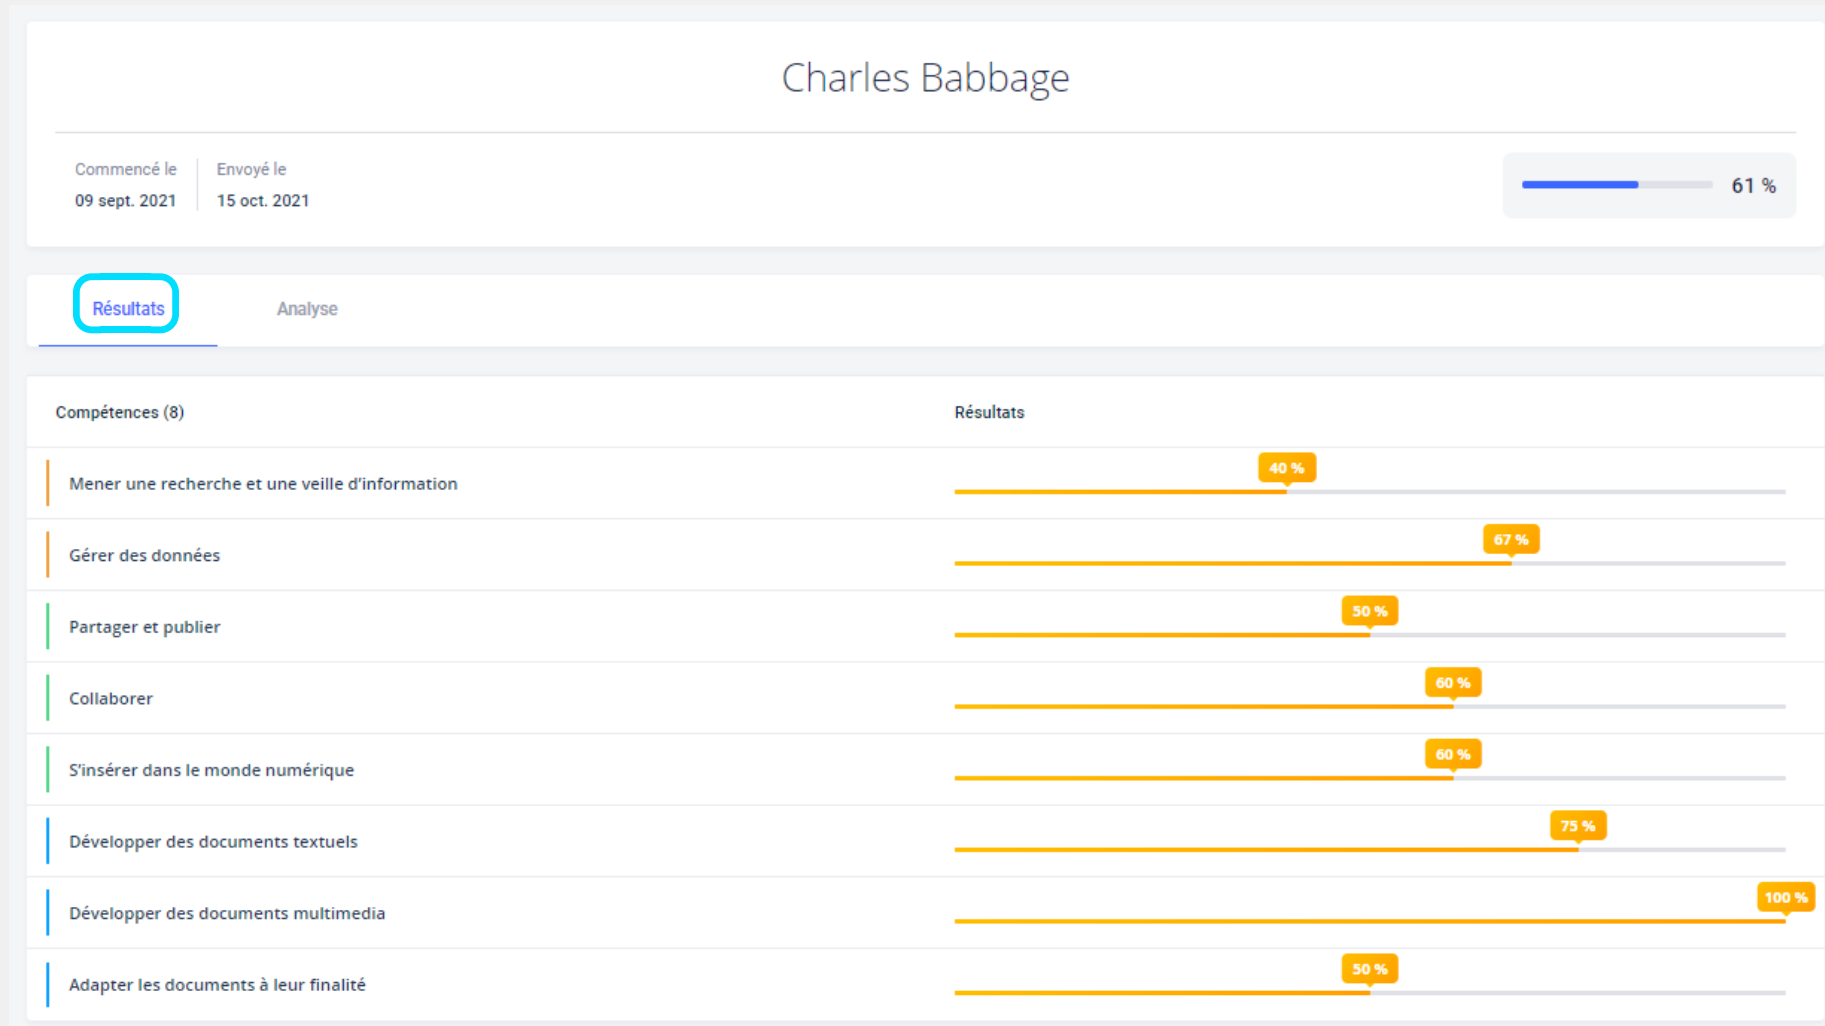 Charles Babbage
Commencé le
Envoyé le
09 sept. 2021
15 oct. 2021
61 %
Résultats
Analyse
Compétences (8)
Résultats
Mener une recherche et une veille d'information
40 %
Gérer des données
67 %
Partager et publier
50 %
Collaborer
60 %
S'insérer dans le monde numérique
60 %
Développer des documents textuels
75 %
Développer des documents multimedia
100 %
Adapter les documents à leur finalité
50 %